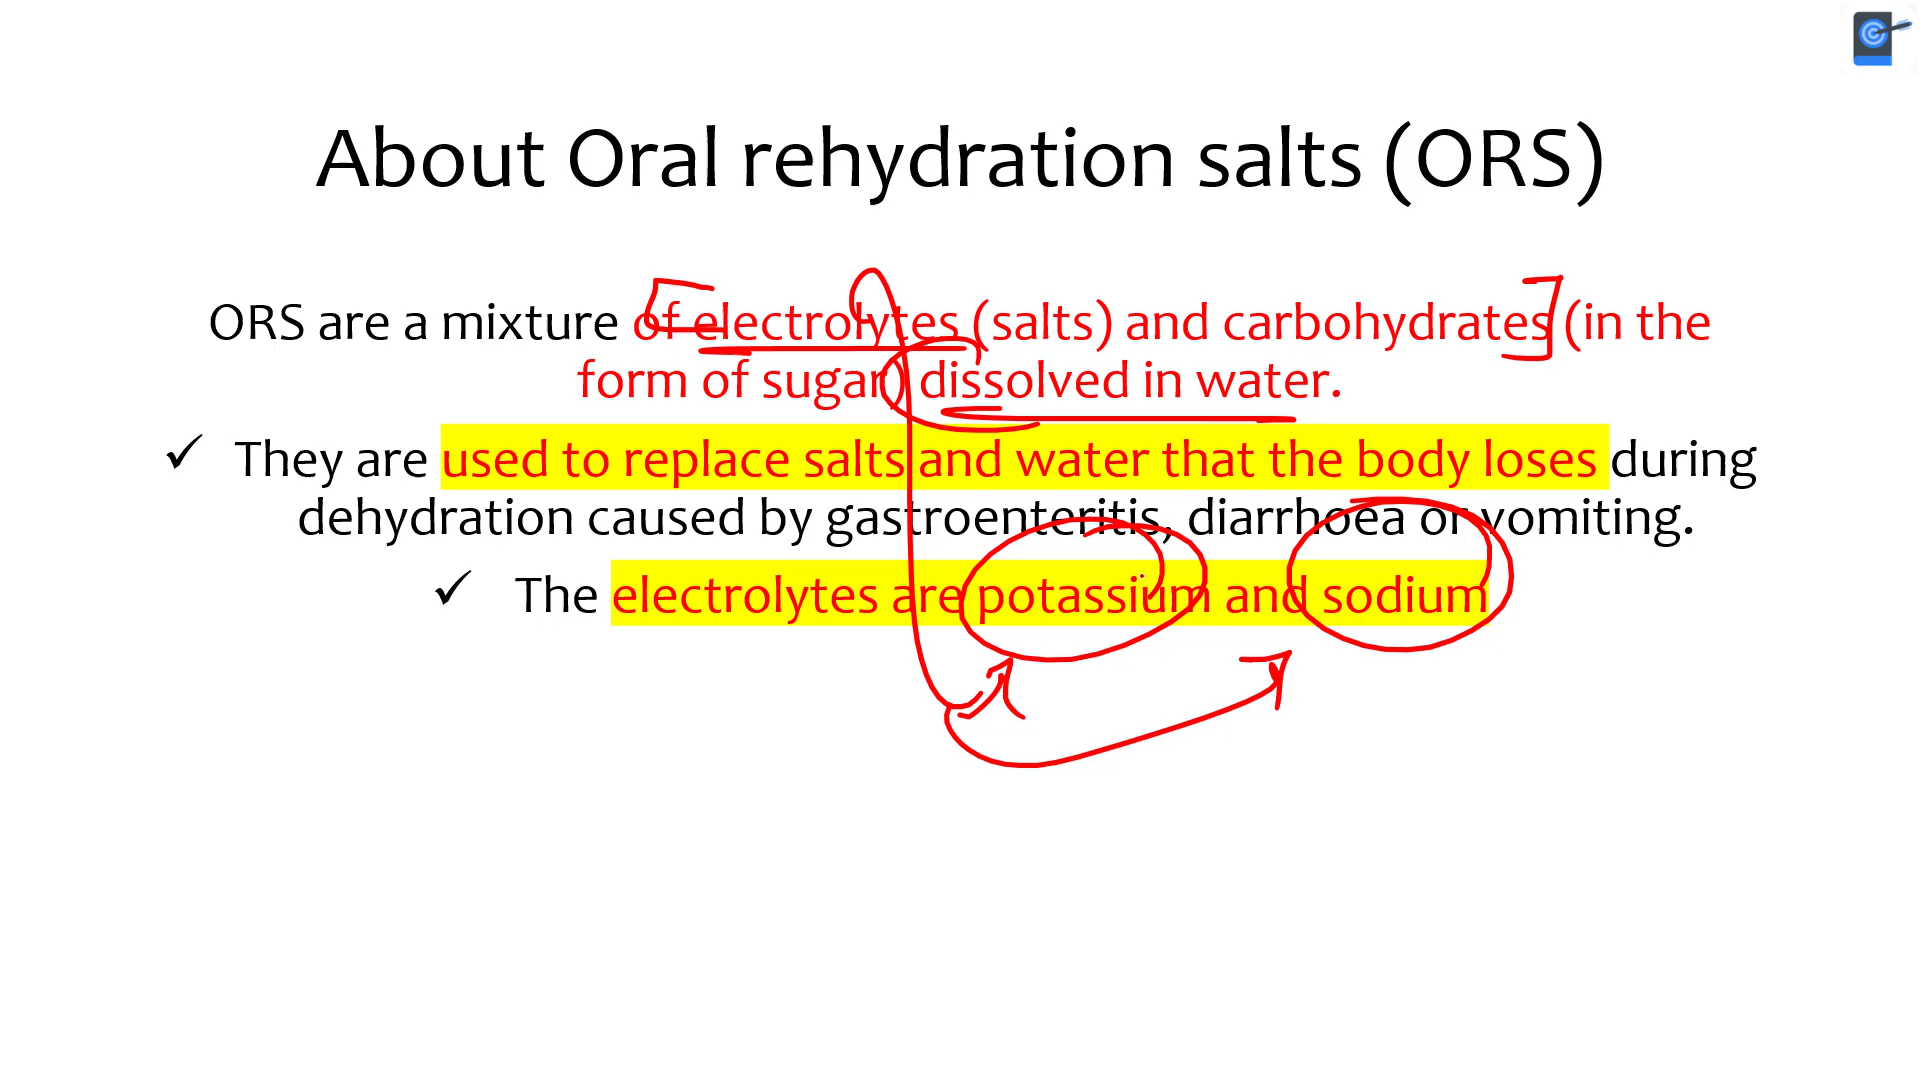 About Oral rehydration salts (ORS)
ORS are a mixture of electrolytes (salts) and carbohydrates (in the
form of sugar) dissolved in water.
✓ They are used to replace salts and water that the body loses during
dehydration caused by gastroenteritis, diarrhoea or vomiting.
✓ The electrolytes are potassium and sodium